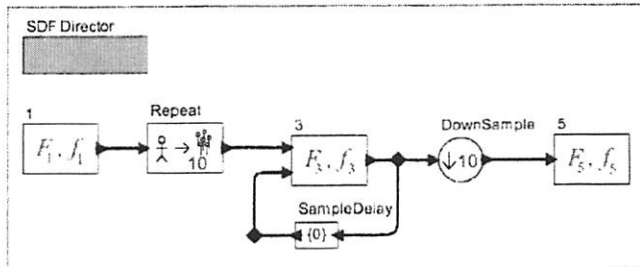 SDF Director
1
F₁, f₁
Repeat
→
10
3
F₃, f₃
DownSample
↓10
5
F₅, f₅
SampleDelay
{0}